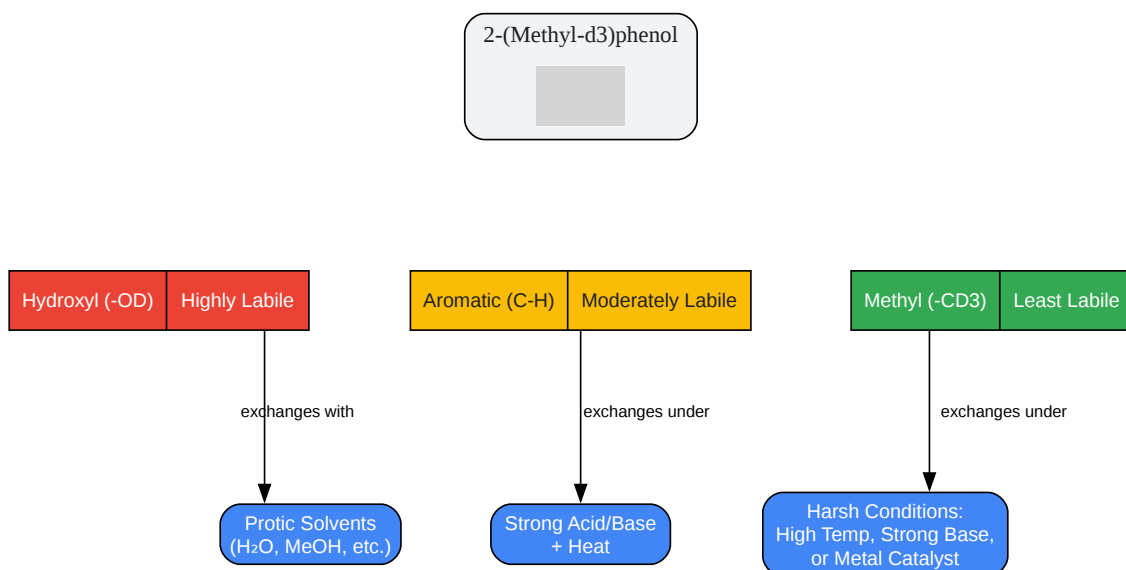 2-(Methyl-d3)phenol
Hydroxyl (-OD)
Highly Labile
Aromatic (C-H)
Moderately Labile
Methyl (-CD3)
Least Labile
exchanges with
exchanges under
exchanges under
Protic Solvents
(H₂O, MeOH, etc.)
Strong Acid/Base
+ Heat
Harsh Conditions:
High Temp, Strong Base,
or Metal Catalyst